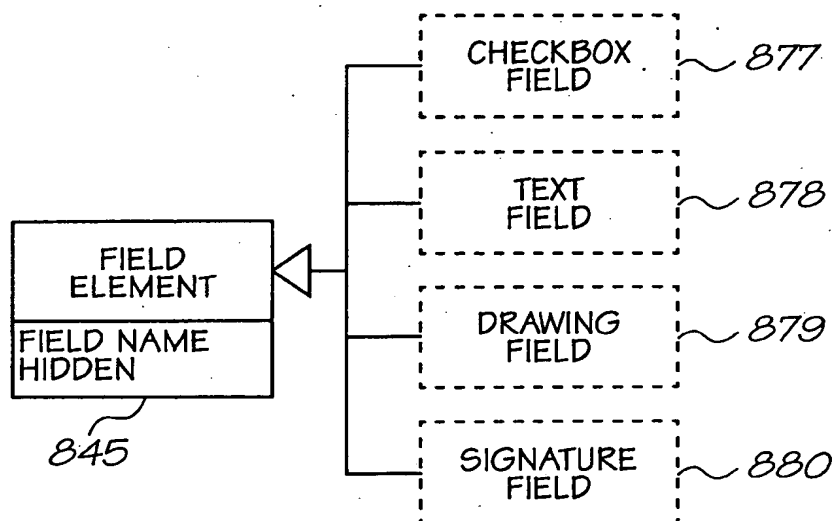 CHECKBOX
FIELD
877
TEXT
FIELD
878
FIELD
ELEMENT
FIELD NAME
HIDDEN
845
DRAWING
FIELD
879
SIGNATURE
FIELD
880